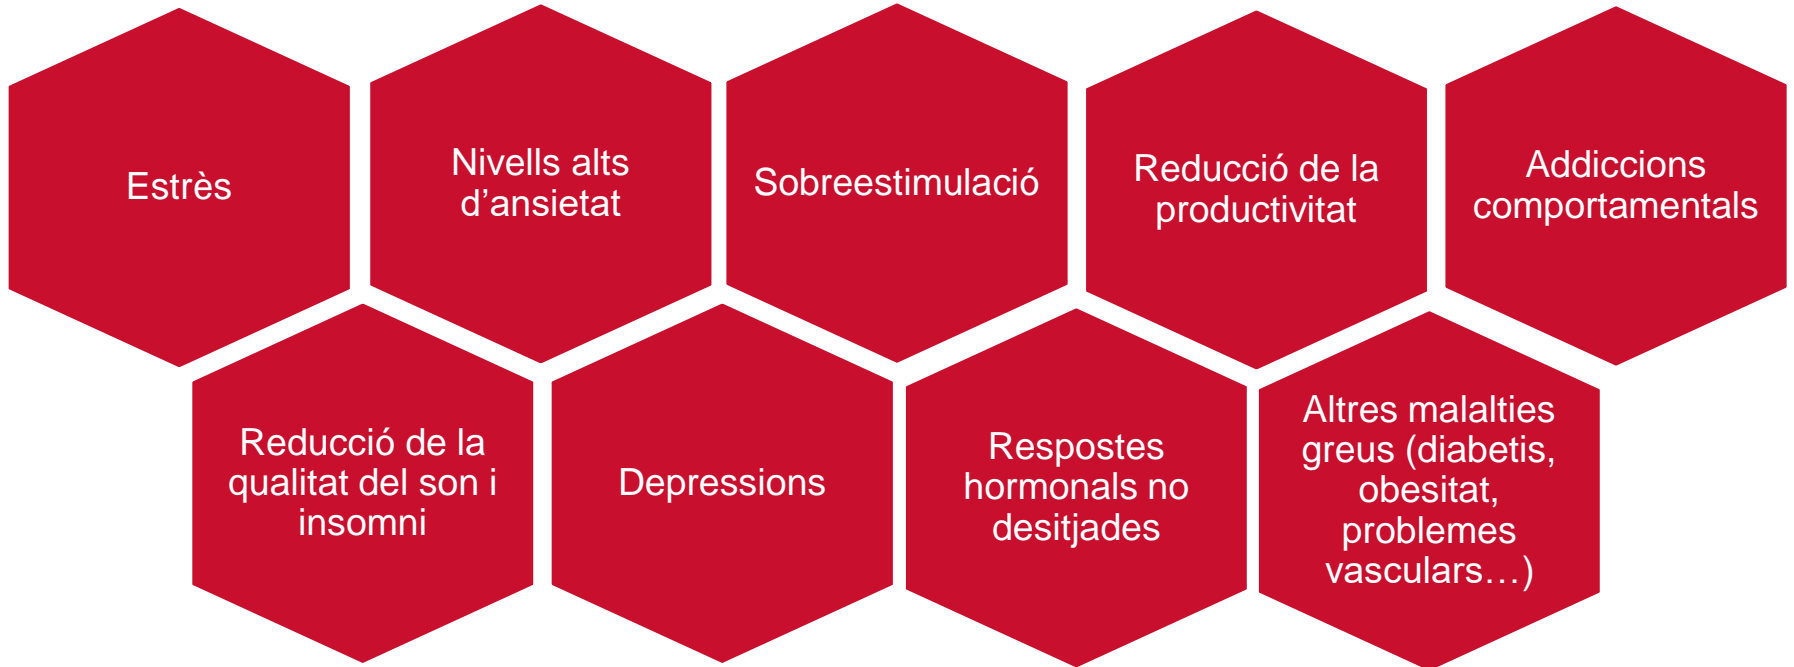 Estrès
Nivells alts
d’ansietat
Sobreestimulació
Reducció de la
productivitat
Addiccions
comportamentals
Reducció de la
qualitat del son i
insomni
Depressions
Respostes
hormonals no
desitjades
Altres malalties
greus (diabetis,
obesitat,
problemes
vasculars…)